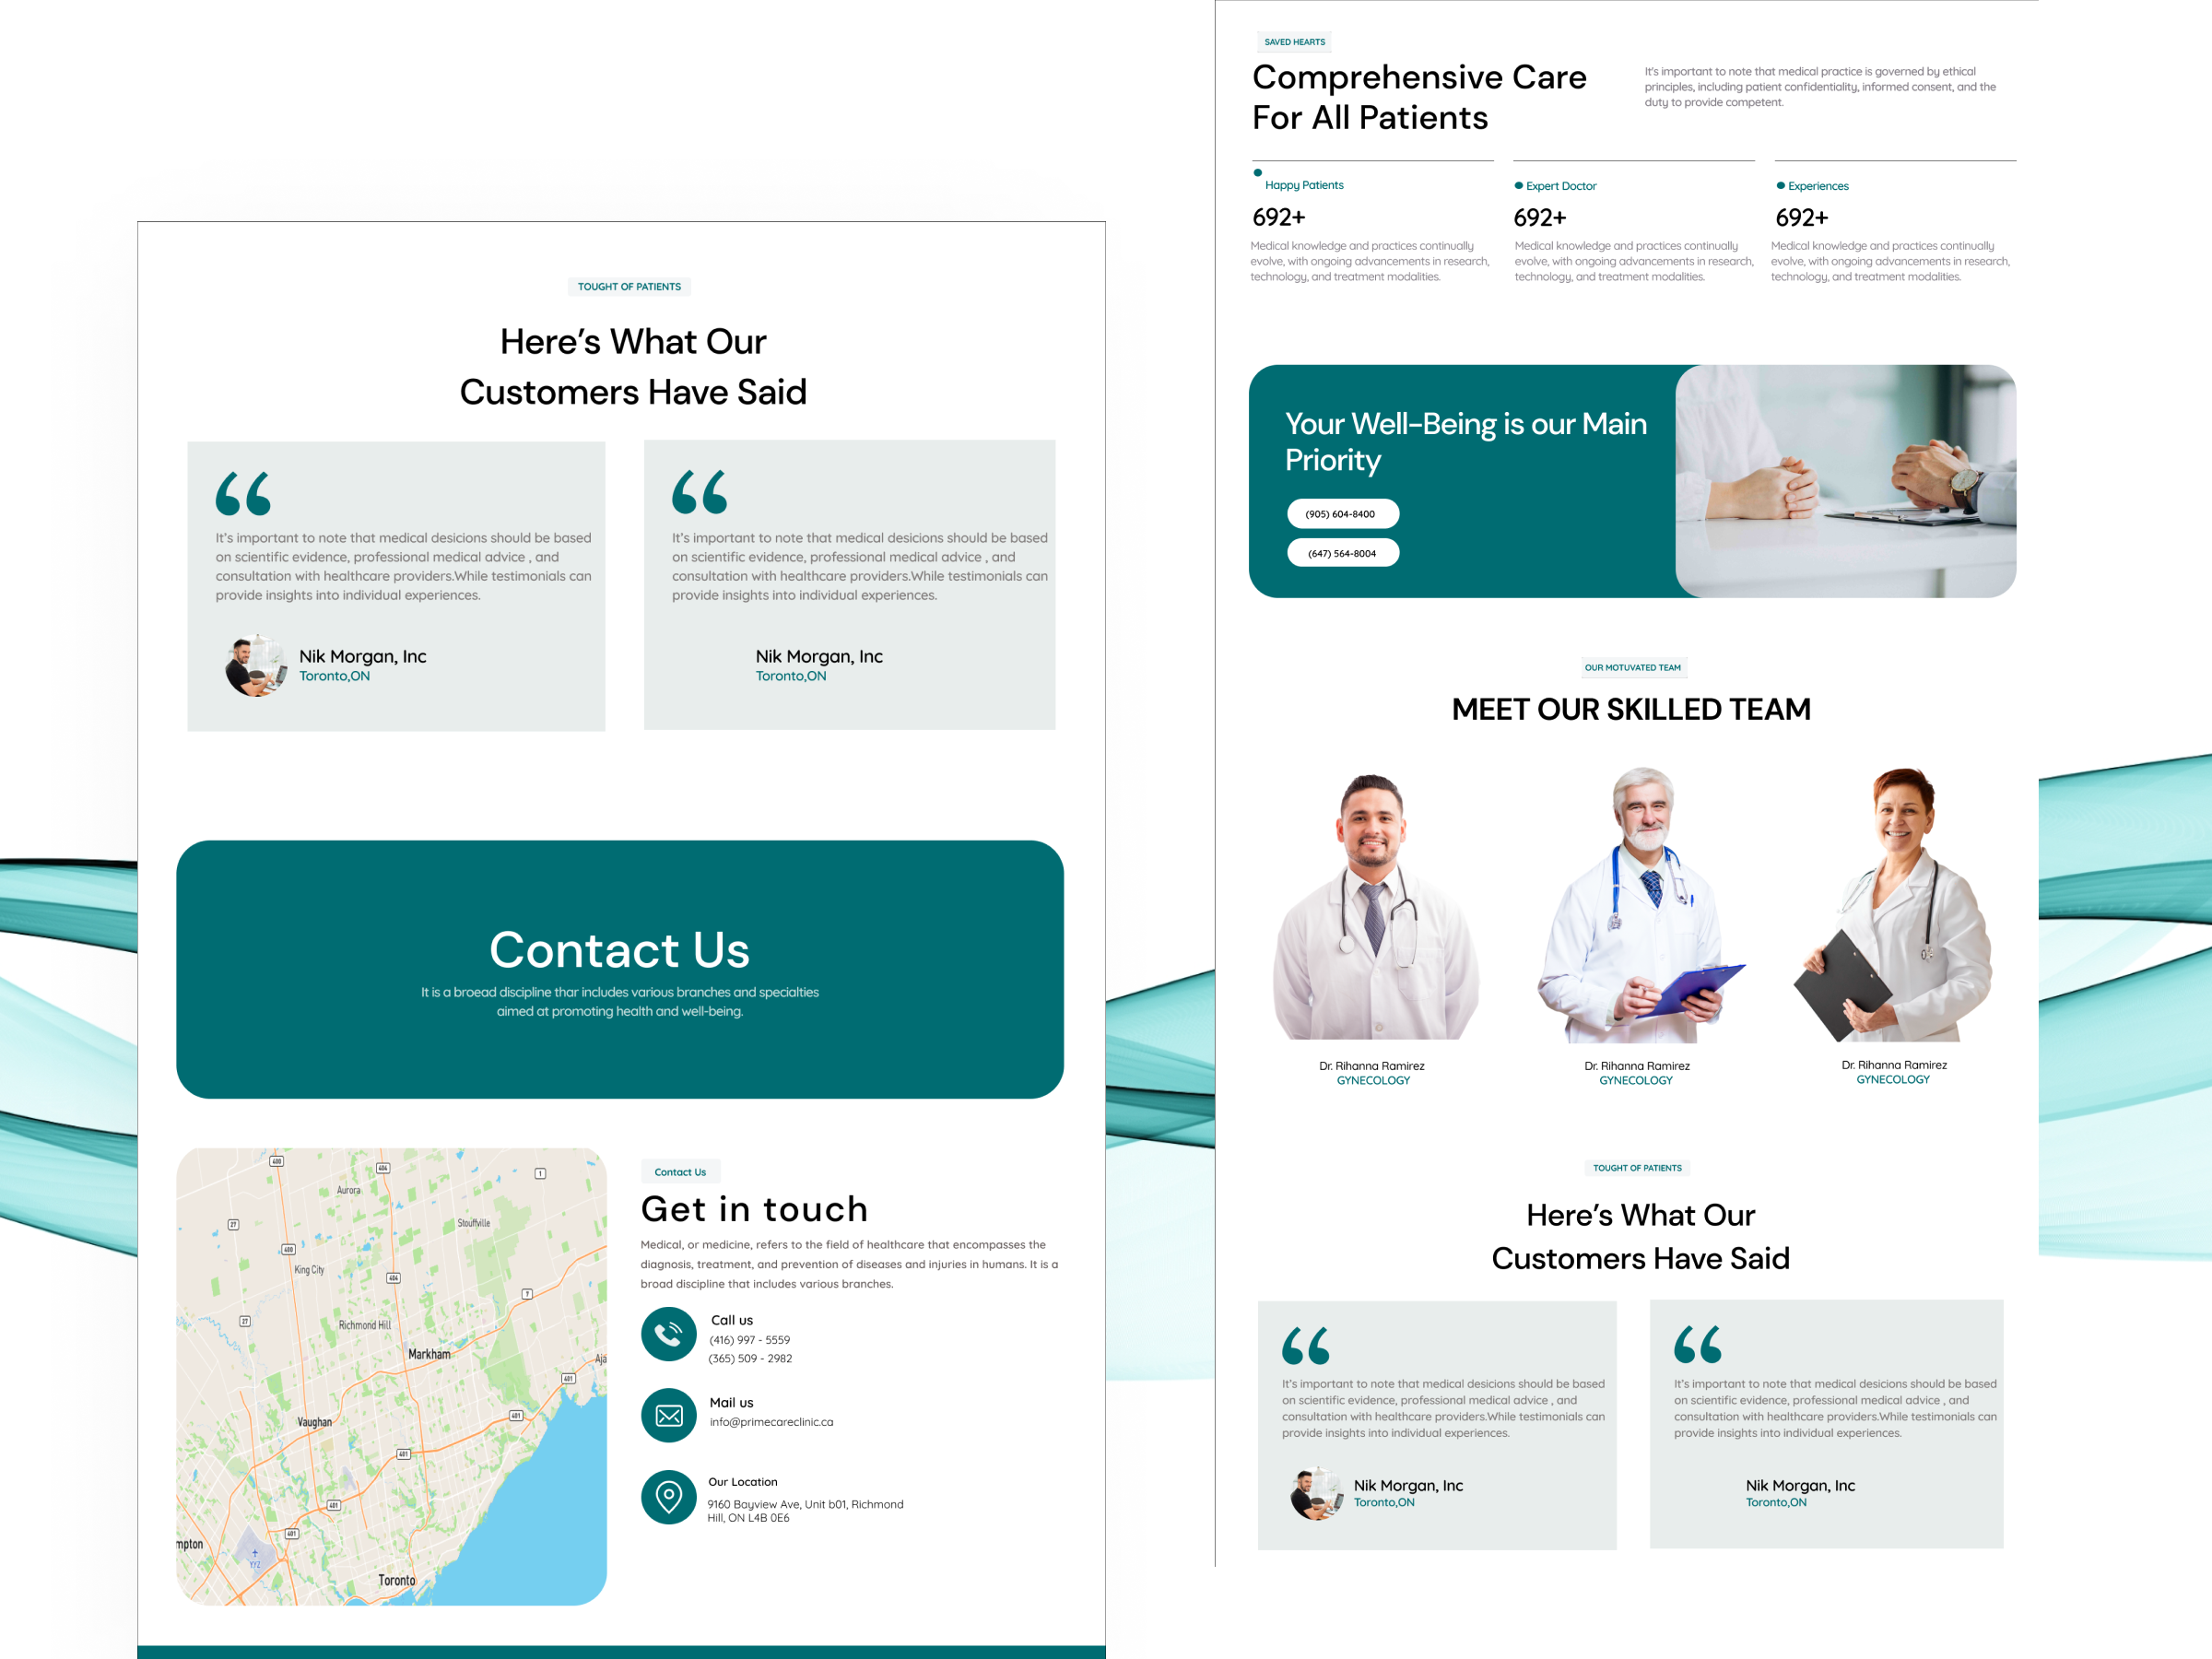 TOUGHT OF PATIENTS
Here’s What Our
Customers Have Said
It’s important to note that medical desicions should be based
on scientific evidence, professional medical advice , and
consultation with healthcare providers.While testimonials can
provide insights into individual experiences.
Nik Morgan, Inc
Toronto,ON
It’s important to note that medical desicions should be based
on scientific evidence, professional medical advice , and
consultation with healthcare providers.While testimonials can
provide insights into individual experiences.
Nik Morgan, Inc
Toronto,ON
Contact Us
It is a broead discipline thar includes various branches and specialties
aimed at promoting health and well-being.
400
404
1
Aurora
27
Stouffville
400
King City
404
7
27
Richmond Hill
Markham
Aja
401
Vaughan
401
401
401
401
mpton
YYZ
Toronto
Contact Us
Get in touch
Medical, or medicine, refers to the field of healthcare that encompasses the
diagnosis, treatment, and prevention of diseases and injuries in humans. It is a
broad discipline that includes various branches.
Call us
(416) 997 - 5559
(365) 509 - 2982
Mail us
info@primecareclinic.ca
Our Location
9160 Bayview Ave, Unit b01, Richmond
Hill, ON L4B 0E6
SAVED HEARTS
Comprehensive Care
For All Patients
It's important to note that medical practice is governed by ethical
principles, including patient confidentiality, informed consent, and the
duty to provide competent.
Happy Patients
692+
Medical knowledge and practices continually
evolve, with ongoing advancements in research,
technology, and treatment modalities.
Expert Doctor
692+
Medical knowledge and practices continually
evolve, with ongoing advancements in research,
technology, and treatment modalities.
Experiences
692+
Medical knowledge and practices continually
evolve, with ongoing advancements in research,
technology, and treatment modalities.
Your Well-Being is our Main
Priority
(905) 604-8400
(647) 564-8004
OUR MOTUVATED TEAM
MEET OUR SKILLED TEAM
Dr. Rihanna Ramirez
GYNECOLOGY
Dr. Rihanna Ramirez
GYNECOLOGY
Dr. Rihanna Ramirez
GYNECOLOGY
TOUGHT OF PATIENTS
Here’s What Our
Customers Have Said
It’s important to note that medical desicions should be based
on scientific evidence, professional medical advice , and
consultation with healthcare providers.While testimonials can
provide insights into individual experiences.
Nik Morgan, Inc
Toronto,ON
It’s important to note that medical desicions should be based
on scientific evidence, professional medical advice , and
consultation with healthcare providers.While testimonials can
provide insights into individual experiences.
Nik Morgan, Inc
Toronto,ON